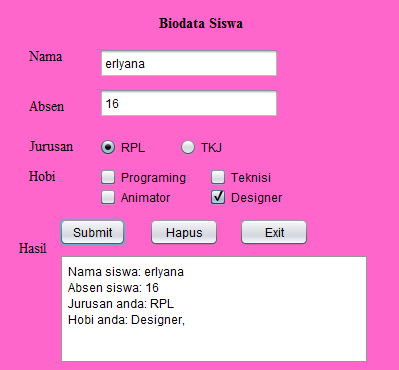 Biodata Siswa
Nama erlyana
Absen 16
Jurusan RPL TKJ
Hobi Programing Teknisi
Animator Designer
Submit Hapus Exit
Hasil
Nama siswa: erlyana
Absen siswa: 16
Jurusan anda: RPL
Hobi anda: Designer,